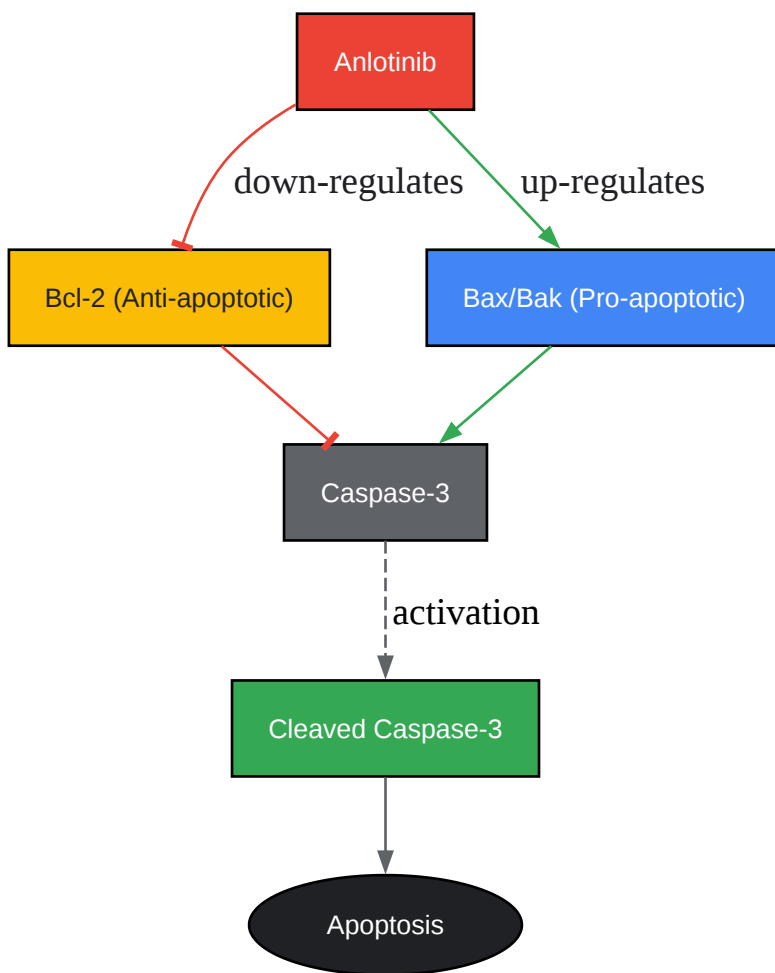 Anlotinib
down-regulates
up-regulates
Bcl-2 (Anti-apoptotic)
Bax/Bak (Pro-apoptotic)
Caspase-3
activation
Cleaved Caspase-3
Apoptosis